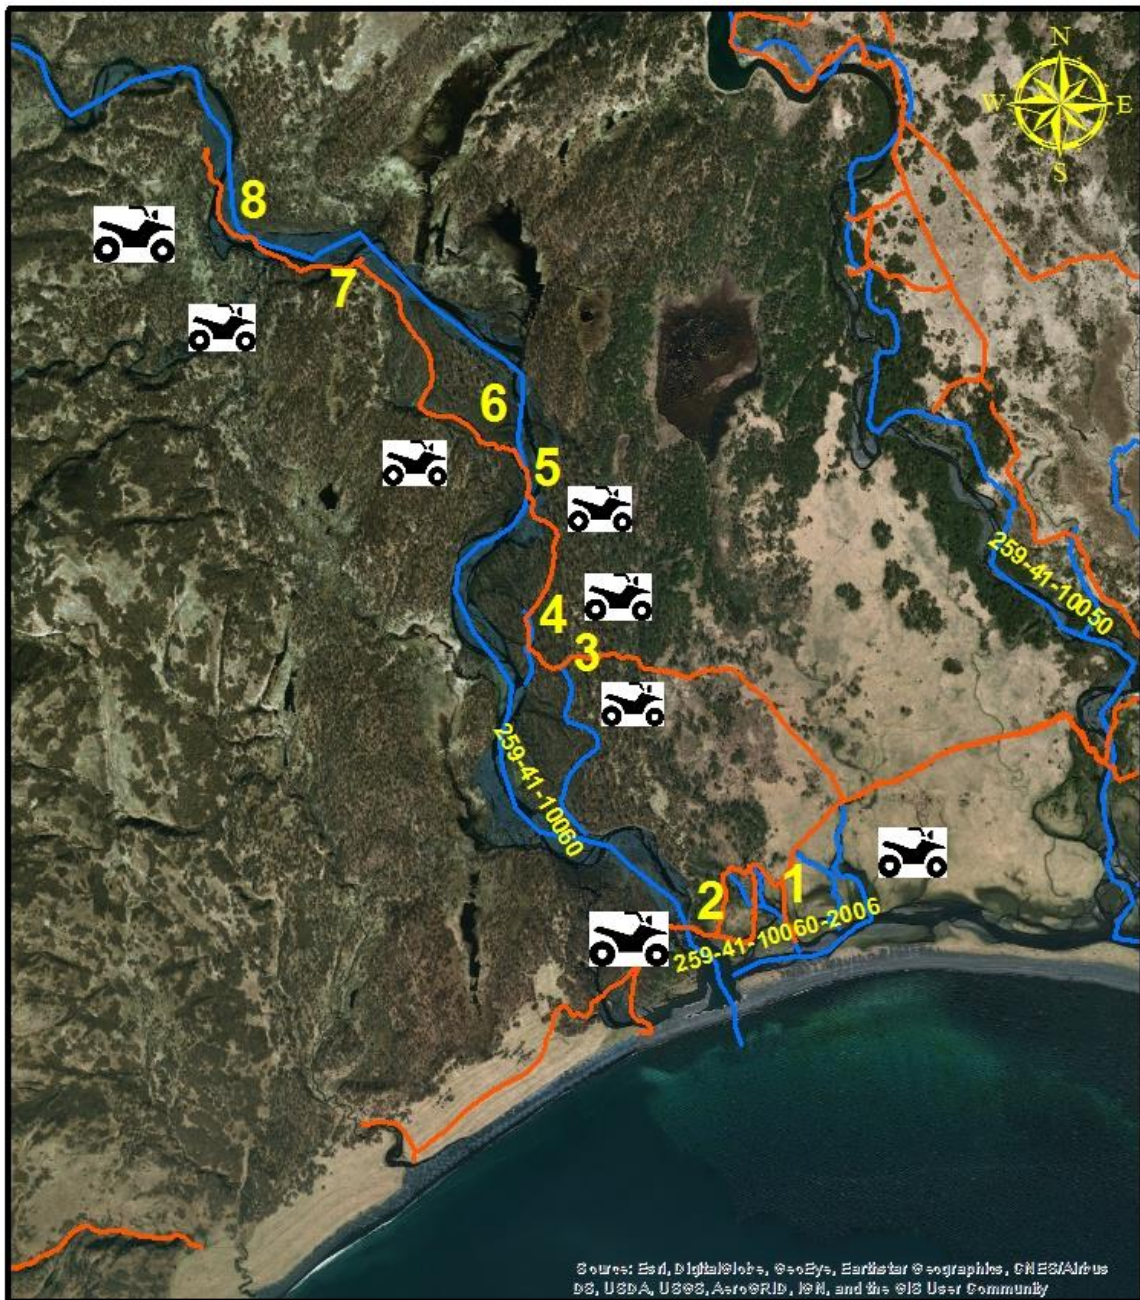 N
W E
S
8
7
6
5
4
3
259-41-10050
259-41-10060
1
2
259-41-10060-2006
Source: Esri, DigitalGlobe, GeoEye, Earthstar Geographics, CNES/Airbus
DS, USDA, USGS, AeroGRID, IGN, and the GIS User Community